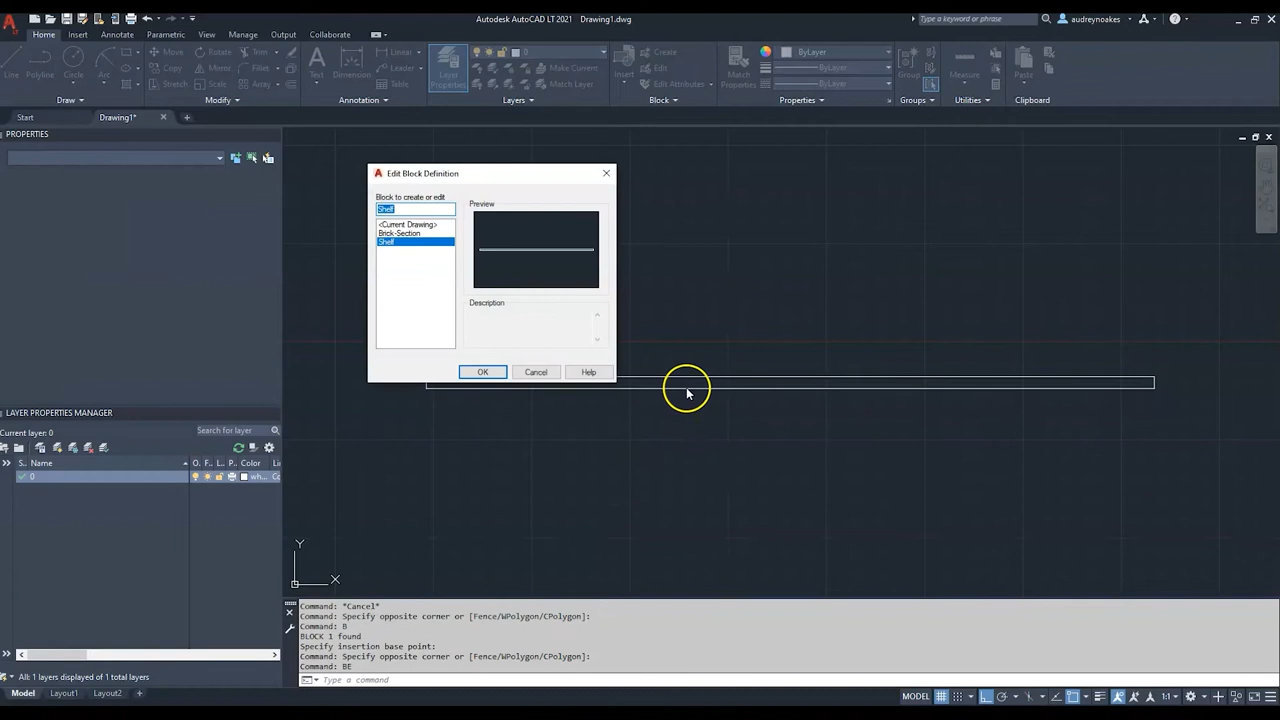 Autodesk AutoCAD LT 2021 Drawing1.dwg
Type a keyword or phrase
audreynoakes
Home Insert Annotate Parametric View Manage Output Collaborate
Line Polyline Circle Arc
Move Rotate Trim
Copy Mirror Fillet
Stretch Scale Array
Text Dimension
Linear
Leader
Table
Layer Properties
0
Make Current
Match Layer
Insert
Create
Edit
Edit Attributes
Match Properties
ByLayer
ByLayer
ByLayer
Group
Measure
Paste
Draw Modify Annotation Layers Block Properties Groups Utilities Clipboard
Start Drawing1*
PROPERTIES
Edit Block Definition
Block to create or edit
Shelf
<Current Drawing>
Brick-Section
Shelf
Preview
Description
OK Cancel Help
LAYER PROPERTIES MANAGER
Current layer: 0
Search for layer
S.. Name O. F.. L.. P.. Color Lin
0 wh... Co
All: 1 layers displayed of 1 total layers
Y
X
Command: *Cancel*
Command: Specify opposite corner or [Fence/WPolygon/CPolygon]:
Command: B
BLOCK 1 found
Specify insertion base point:
Command: Specify opposite corner or [Fence/WPolygon/CPolygon]:
Command: BE
Type a command
Model Layout1 Layout2
MODEL 1:1